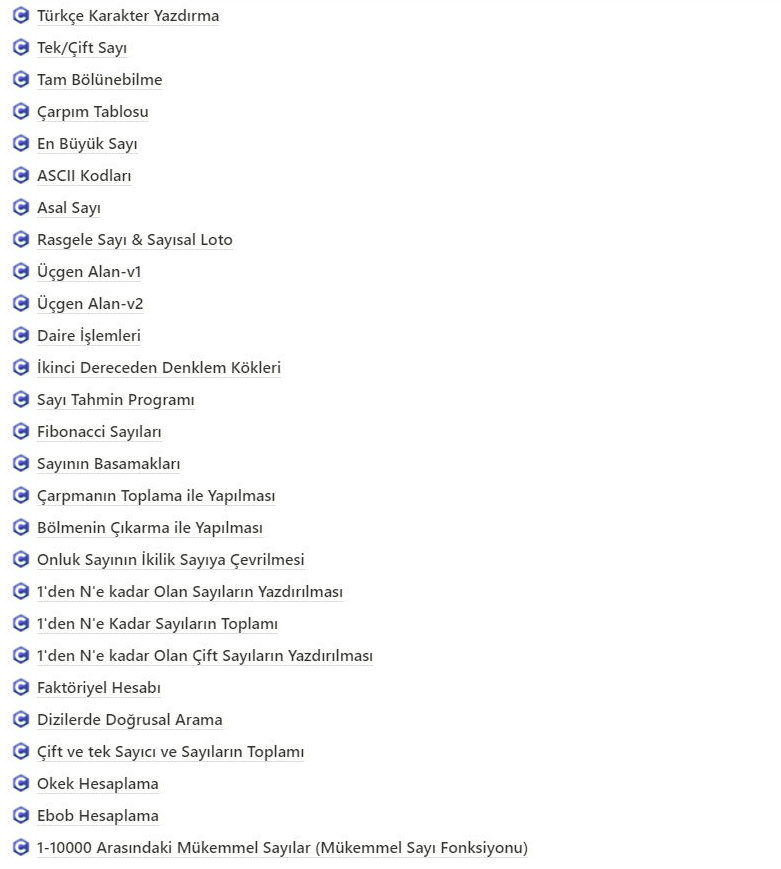 Türkçe Karakter Yazdırma
Tek/Çift Sayı
Tam Bölünebilme
Çarpım Tablosu
En Büyük Sayı
ASCII Kodları
Asal Sayı
Rasgele Sayı & Sayısal Loto
Üçgen Alan-v1
Üçgen Alan-v2
Daire İşlemleri
İkinci Dereceden Denklem Kökleri
Sayı Tahmin Programı
Fibonacci Sayıları
Sayının Basamakları
Çarpmanın Toplama ile Yapılması
Bölmenin Çıkarma ile Yapılması
Onluk Sayının İkilik Sayıya Çevrilmesi
1'den N'e kadar Olan Sayıların Yazdırılması
1'den N'e Kadar Sayıların Toplamı
1'den N'e kadar Olan Çift Sayıların Yazdırılması
Faktöriyel Hesabı
Dizilerde Doğrusal Arama
Çift ve tek Sayıcı ve Sayıların Toplamı
Okek Hesaplama
Ebob Hesaplama
1-10000 Arasındaki Mükemmel Sayılar (Mükemmel Sayı Fonksiyonu)